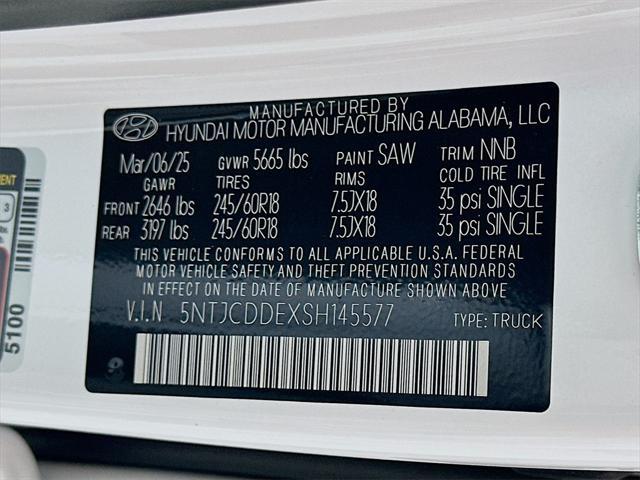 MANUFACTURED BY
HYUNDAI MOTOR MANUFACTURING ALABAMA, LLC
Mar/06/25 GVWR 5665 lbs PAINT SAW TRIM NNB
GAWR TIRES RIMS COLD TIRE INFL
FRONT 2646 lbs 245/60R18 7.5JX18 35 psi SINGLE
REAR 3197 lbs 245/60R18 7.5JX18 35 psi SINGLE
THIS VEHICLE CONFORMS TO ALL APPLICABLE U.S.A. FEDERAL
MOTOR VEHICLE SAFETY AND THEFT PREVENTION STANDARDS
IN EFFECT ON THE DATE OF MANUFACTURE SHOWN ABOVE
V.I.N 5NTJCDDEXSH145577 TYPE: TRUCK
3
5100